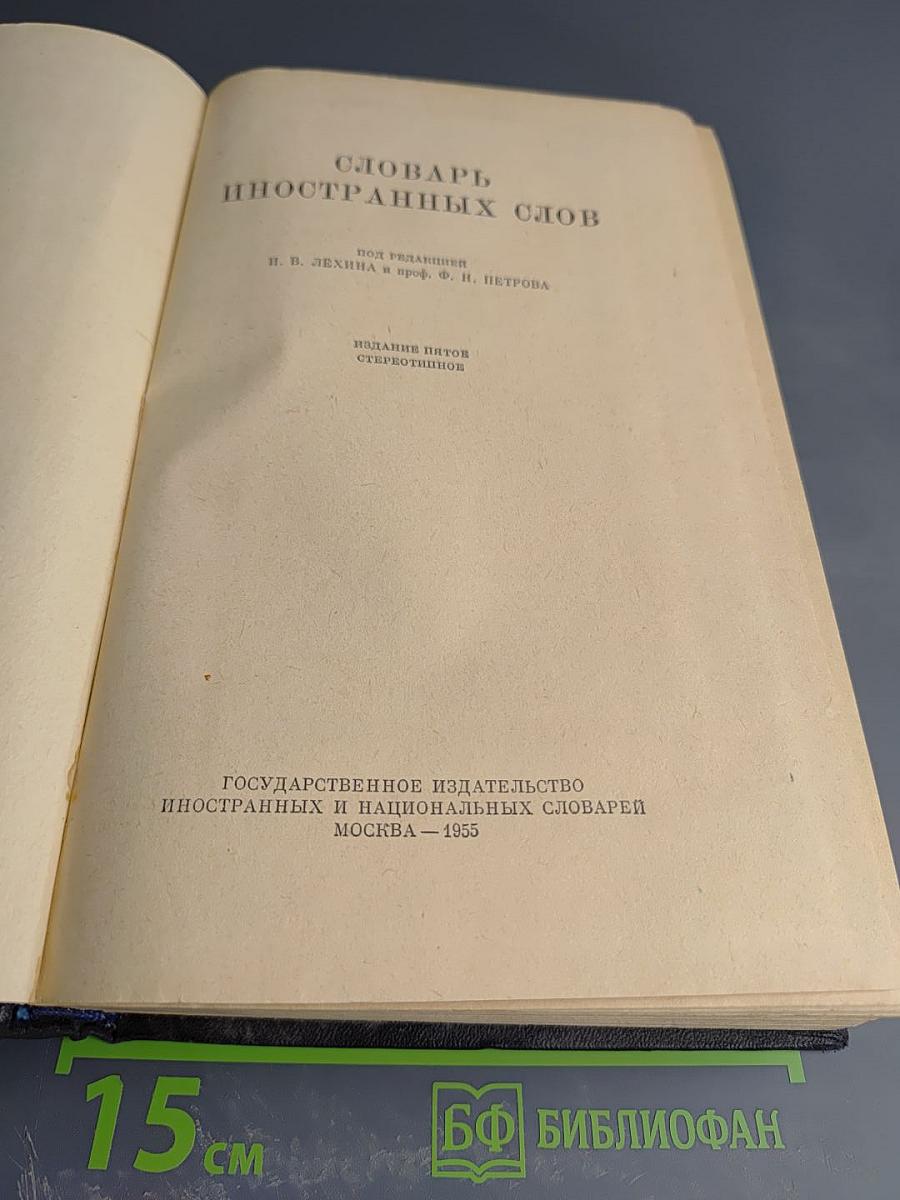 СЛОВАРЬ
ИНОСТРАННЫХ СЛОВ
ПОД РЕДАКЦИЕЙ
И. В. ЛЕХИНА и проф. Ф. Н. ПЕТРОВА
ИЗДАНИЕ ПЯТОЕ
СТЕРЕОТИПНОЕ
ГОСУДАРСТВЕННОЕ ИЗДАТЕЛЬСТВО
ИНОСТРАННЫХ И НАЦИОНАЛЬНЫХ СЛОВАРЕЙ
МОСКВА — 1955
15 см
БФ БИБЛИОФАН